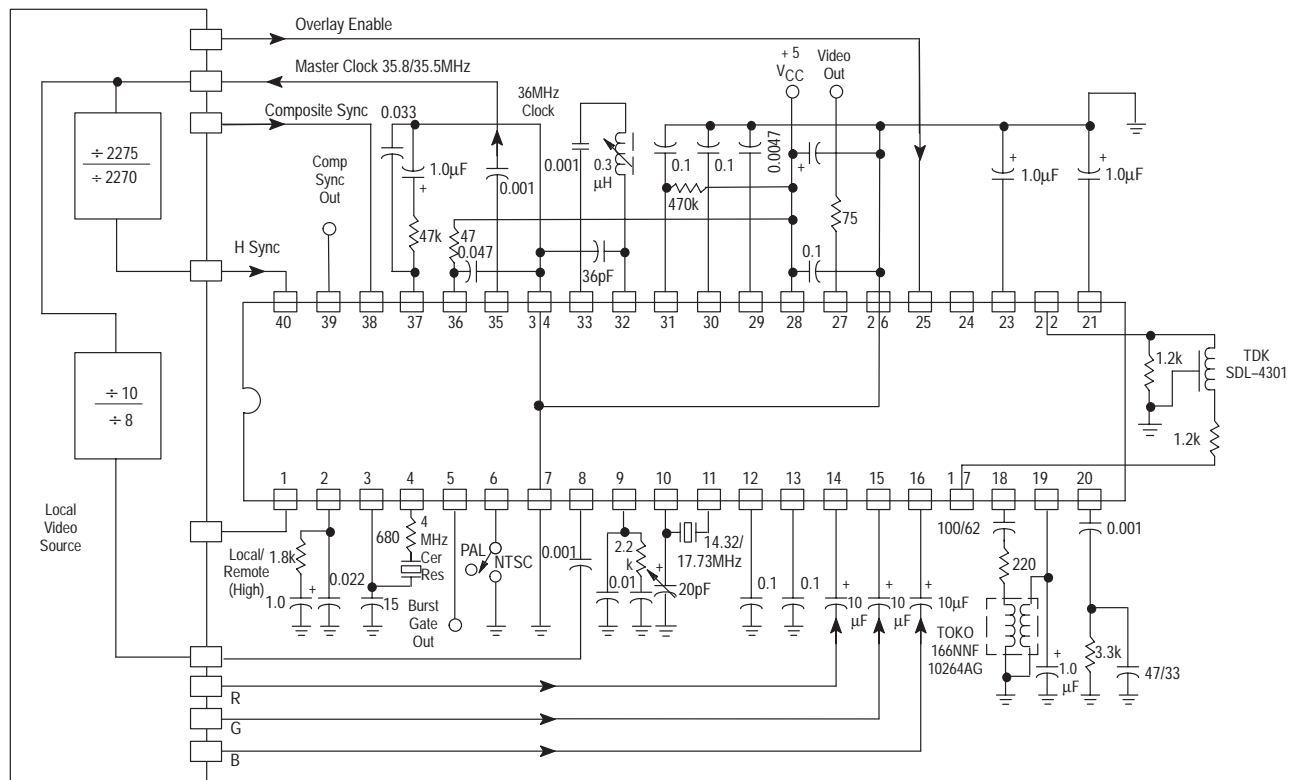 Overlay Enable
Master Clock 35.8/35.5MHz
Composite Sync
÷ 2275
÷ 2270
H Sync
÷ 10
÷ 8
Local
Video
Source
Comp
Sync
Out
0.033
1.0µF
+
47k
0.001
36MHz
Clock
47
0.047
0.001
0.3
µH
36pF
0.1
0.1
0.0047
470k
+ 5
VCC
Video
Out
+
75
0.1
+
1.0µF
+
1.0µF
40
39
38
37
36
35
3 4
33
32
31
30
29
28
27
2 6
25
24
23
2 2
21
1.2k
TDK
SDL–4301
1.2k
1
2
3
4
5
6
7
8
9
10
11
12
13
14
15
16
1 7
18
19
20
Local/
Remote
(High)
1.8k
+
1.0
0.022
680
4
MHz
Cer
Res
15
Burst
Gate
Out
PAL
NTSC
0.001
2.2
k
0.01
+
20pF
14.32/
17.73MHz
0.1
0.1
+
10
µF
+
10
µF
+
10µF
100/62
220
TOKO
166NNF
10264AG
+
1.0
µF
0.001
3.3k
47/33
R
G
B